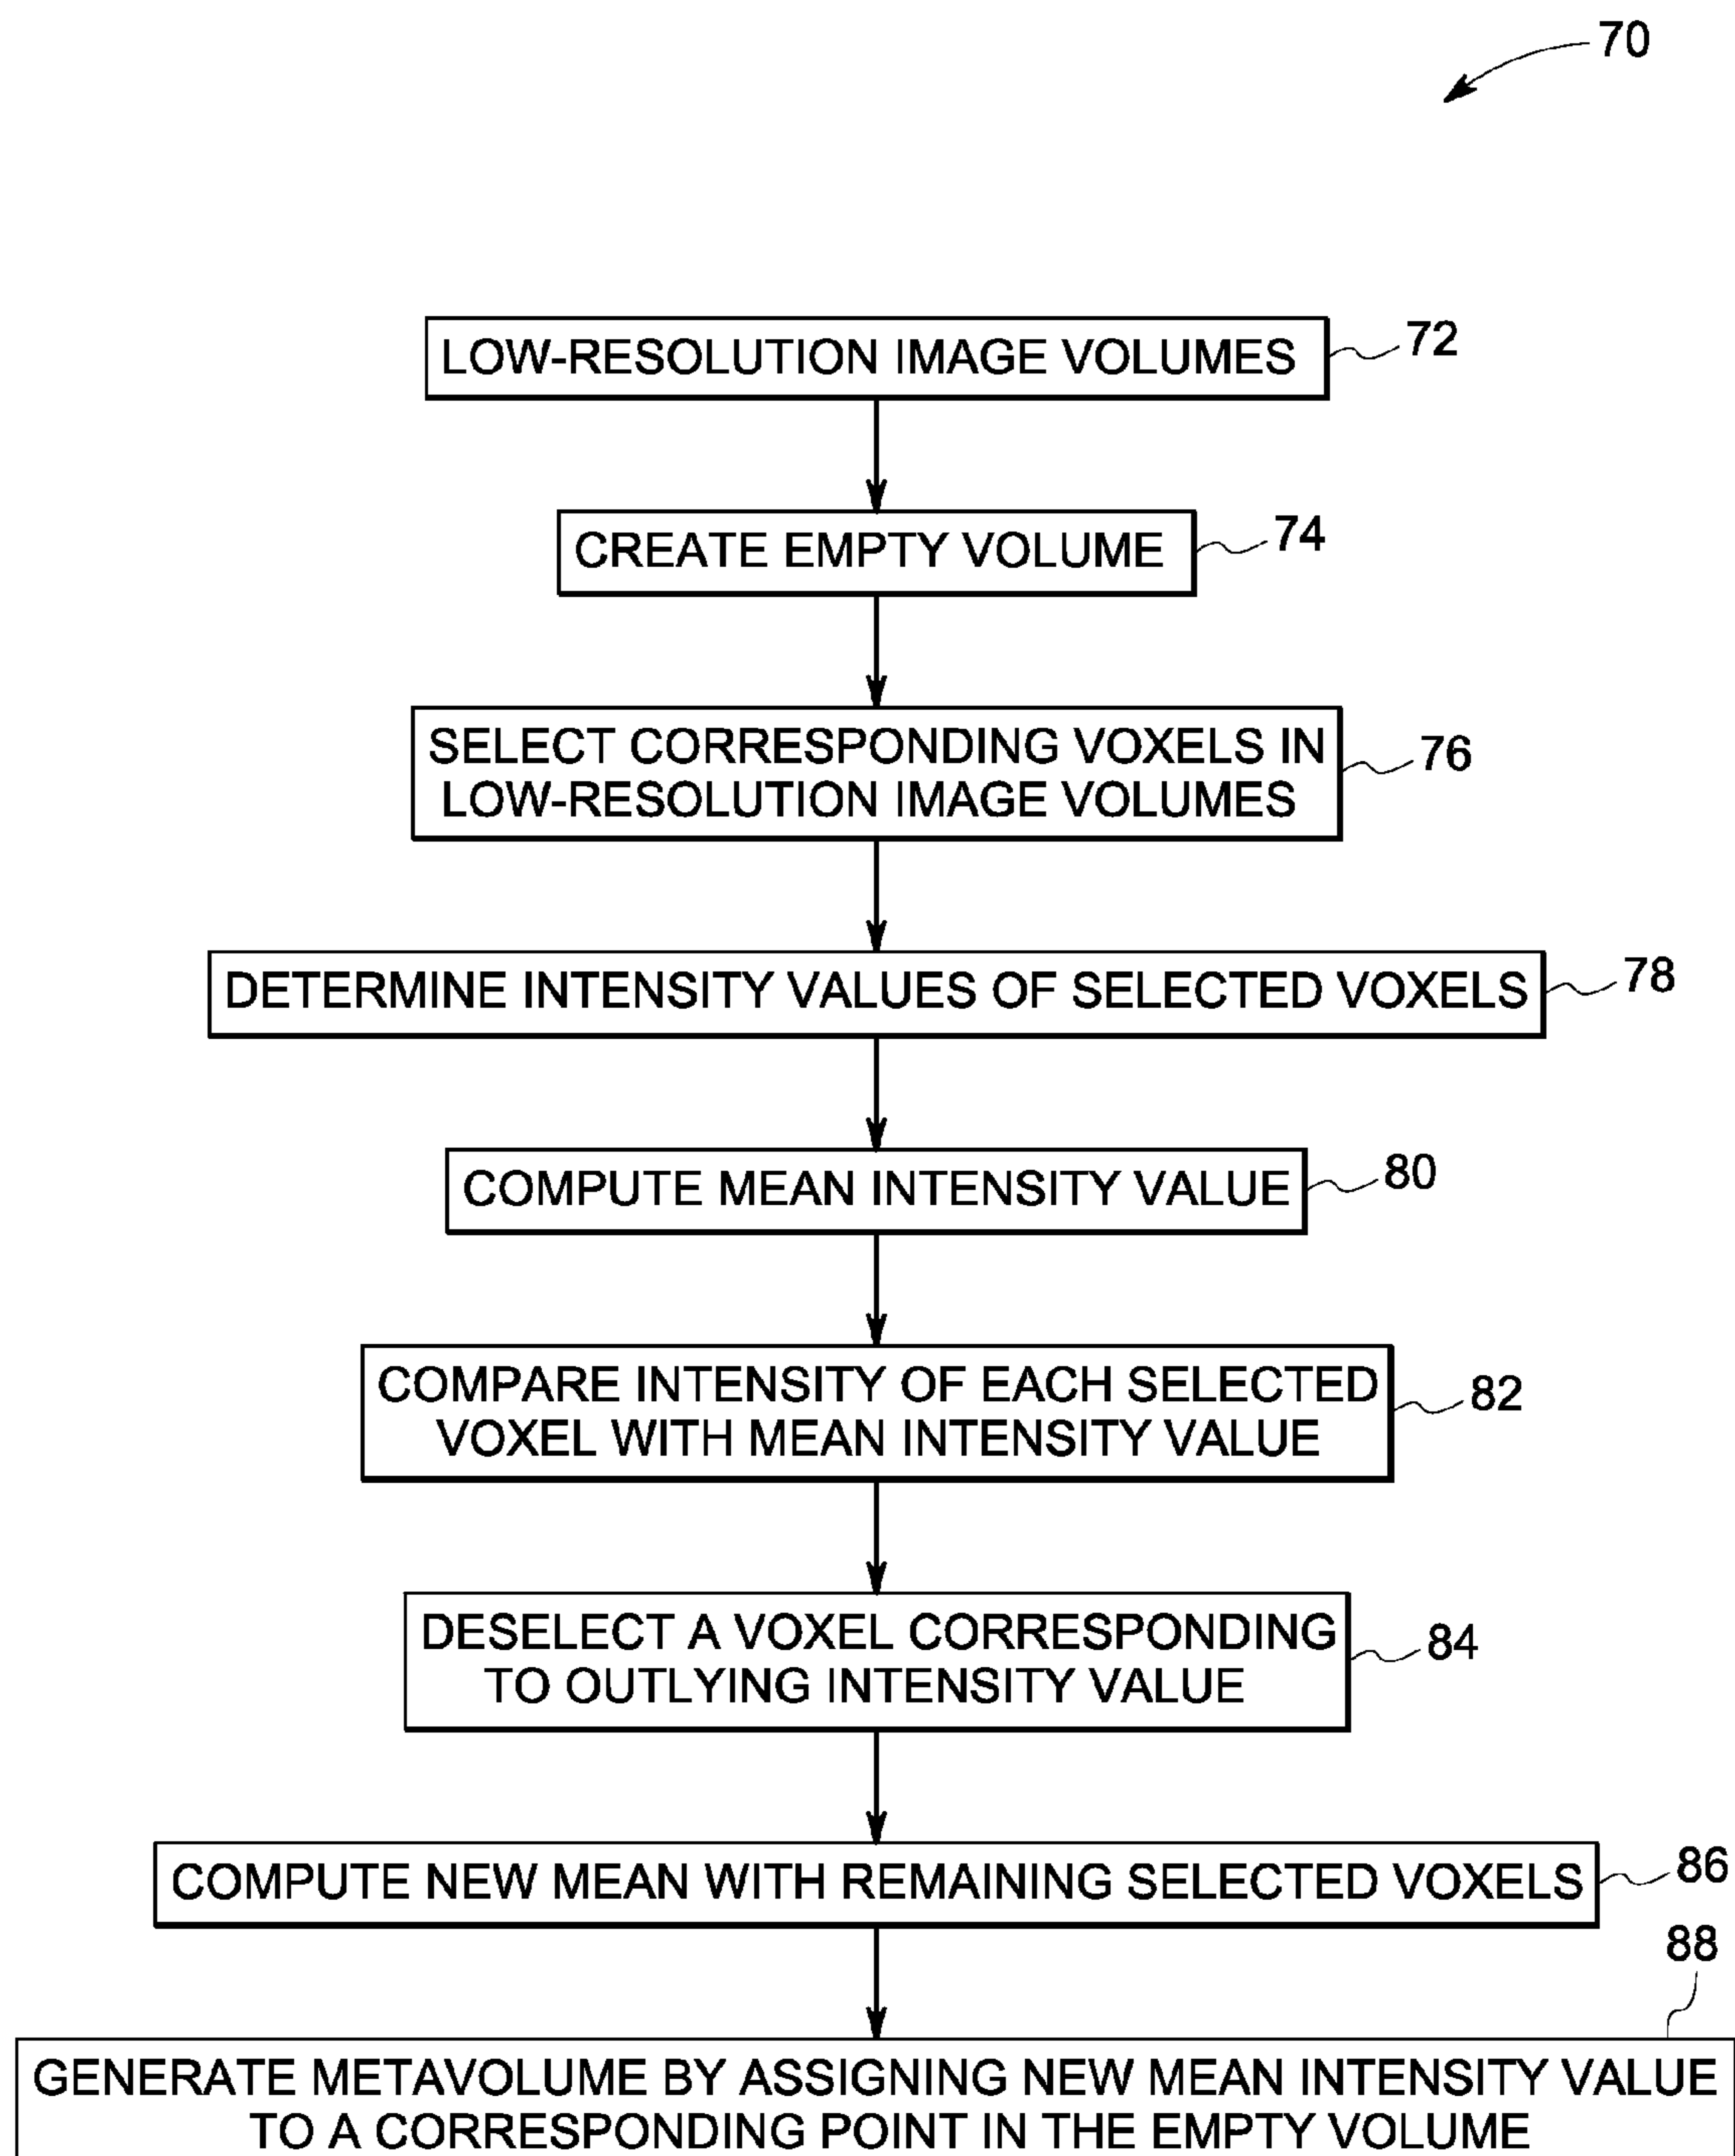 70
LOW-RESOLUTION IMAGE VOLUMES
72
CREATE EMPTY VOLUME
74
SELECT CORRESPONDING VOXELS IN
LOW-RESOLUTION IMAGE VOLUMES
76
DETERMINE INTENSITY VALUES OF SELECTED VOXELS
78
COMPUTE MEAN INTENSITY VALUE
80
COMPARE INTENSITY OF EACH SELECTED
VOXEL WITH MEAN INTENSITY VALUE
82
DESELECT A VOXEL CORRESPONDING
TO OUTLYING INTENSITY VALUE
84
COMPUTE NEW MEAN WITH REMAINING SELECTED VOXELS
86
88
GENERATE METAVOLUME BY ASSIGNING NEW MEAN INTENSITY VALUE
TO A CORRESPONDING POINT IN THE EMPTY VOLUME